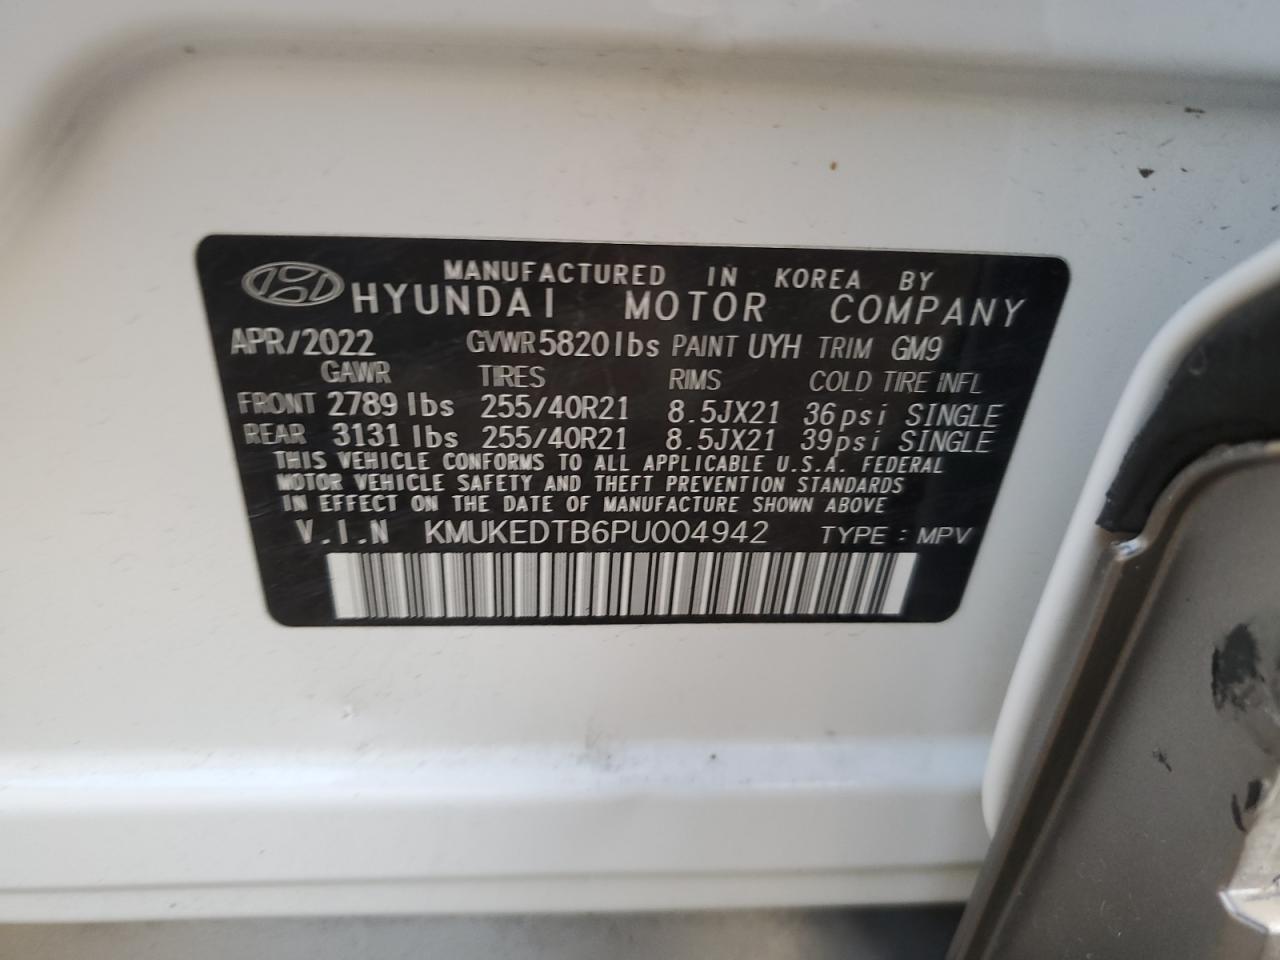 MANUFACTURED IN KOREA BY
HYUNDAI MOTOR COMPANY
APR/2022 GVWR 5820 lbs PAINT UYH TRIM GM9
GAWR TIRES RIMS COLD TIRE INFL
FRONT 2789 lbs 255/40R21 8.5JX21 36psi SINGLE
REAR 3131 lbs 255/40R21 8.5JX21 39psi SINGLE
THIS VEHICLE CONFORMS TO ALL APPLICABLE U.S.A. FEDERAL
MOTOR VEHICLE SAFETY AND THEFT PREVENTION STANDARDS
IN EFFECT ON THE DATE OF MANUFACTURE SHOWN ABOVE
V.I.N KMUKEDTB6PU004942 TYPE : MPV